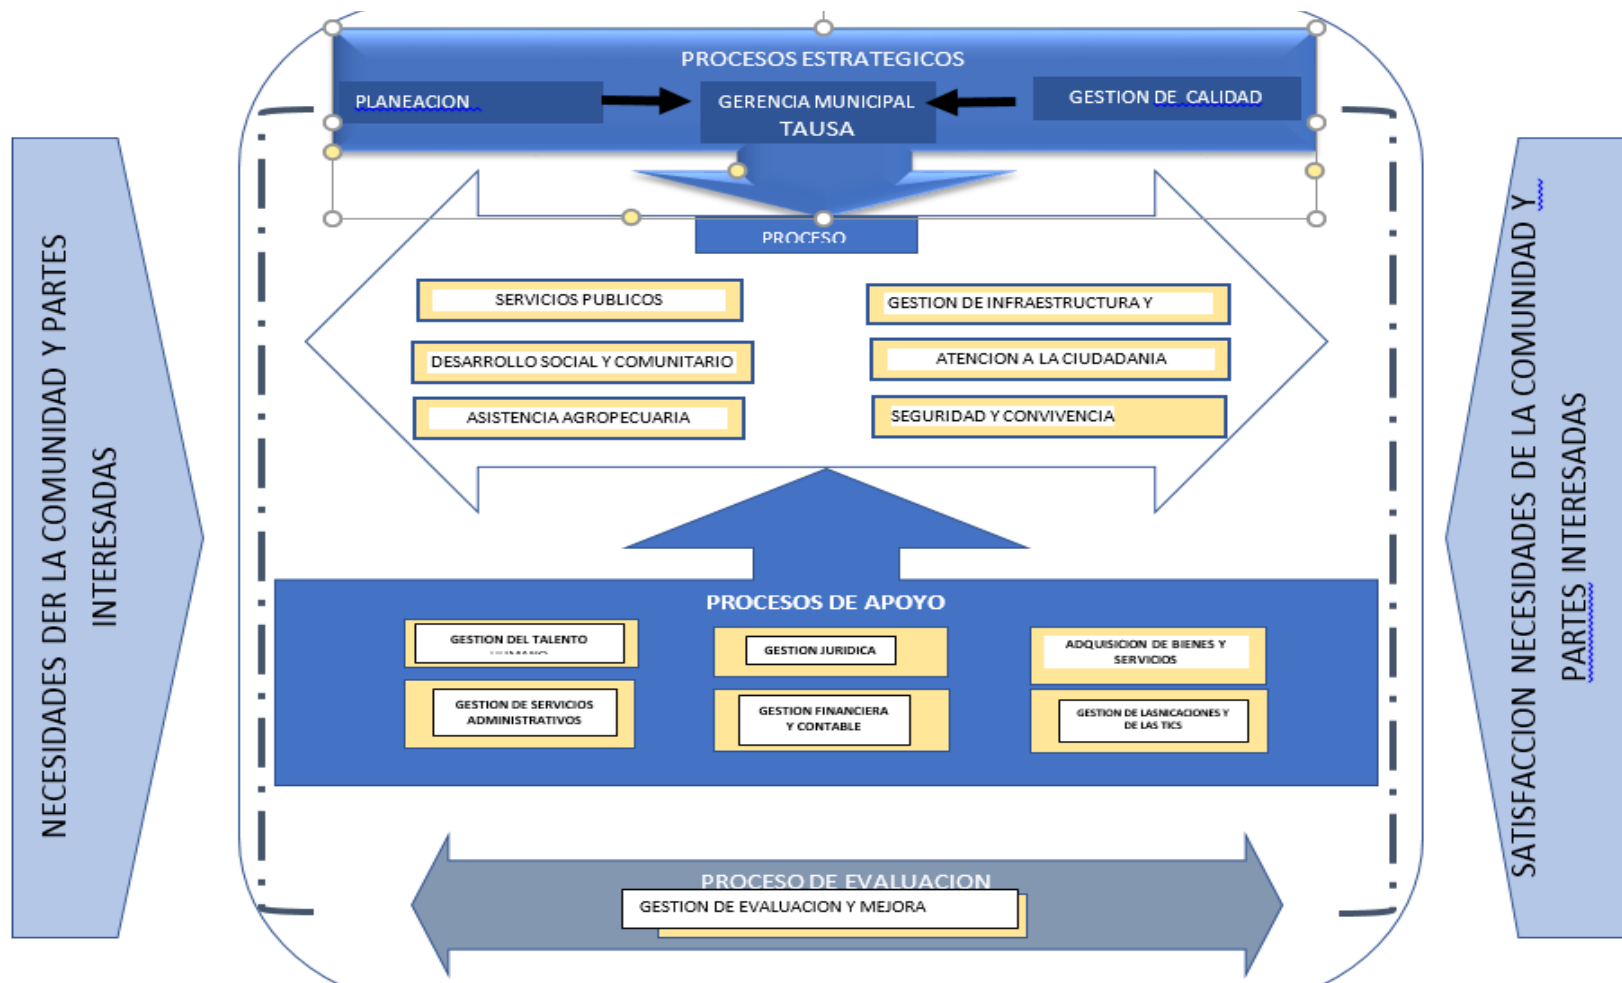 PROCESOS ESTRATEGICOS
PLANEACION
GERENCIA MUNICIPAL
TAUSA
GESTION DE CALIDAD
NECESIDADES DER LA COMUNIDAD Y PARTES
INTERESADAS
PROCESO
SERVICIOS PUBLICOS
GESTION DE INFRAESTRUCTURA Y
DESARROLLO SOCIAL Y COMUNITARIO
ATENCION A LA CIUDADANIA
ASISTENCIA AGROPECUARIA
SEGURIDAD Y CONVIVENCIA
PROCESOS DE APOYO
GESTION DEL TALENTO
GESTION JURIDICA
ADQUISICION DE BIENES Y
SERVICIOS
GESTION DE SERVICIOS
ADMINISTRATIVOS
GESTION FINANCIERA
Y CONTABLE
GESTION DE LASNICACIONES Y
DE LAS TICS
PROCESO DE EVALUACION
GESTION DE EVALUACION Y MEJORA
SATISFACCION NECESIDADES DE LA COMUNIDAD Y
PARTES INTERESADAS